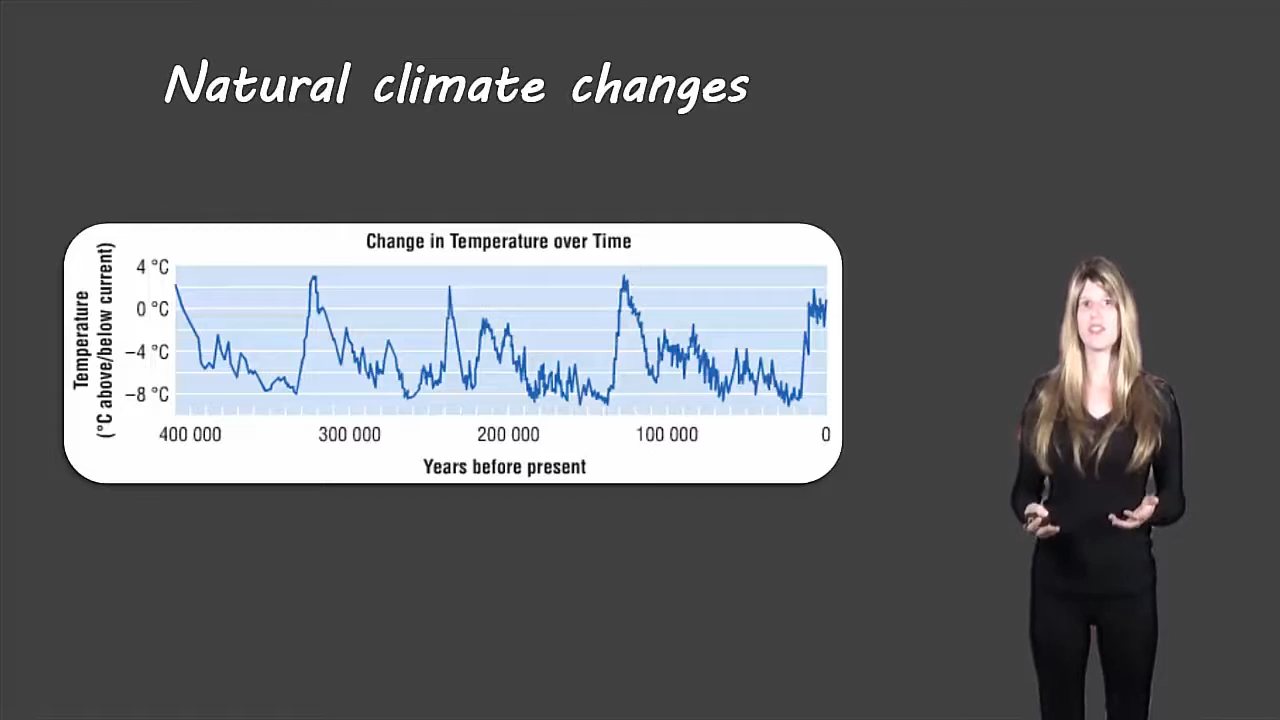 Natural climate changes
Change in Temperature over Time
Temperature
(°C above/below current)
4 °C
0 °C
−4 °C
−8 °C
400 000 300 000 200 000 100 000 0
Years before present